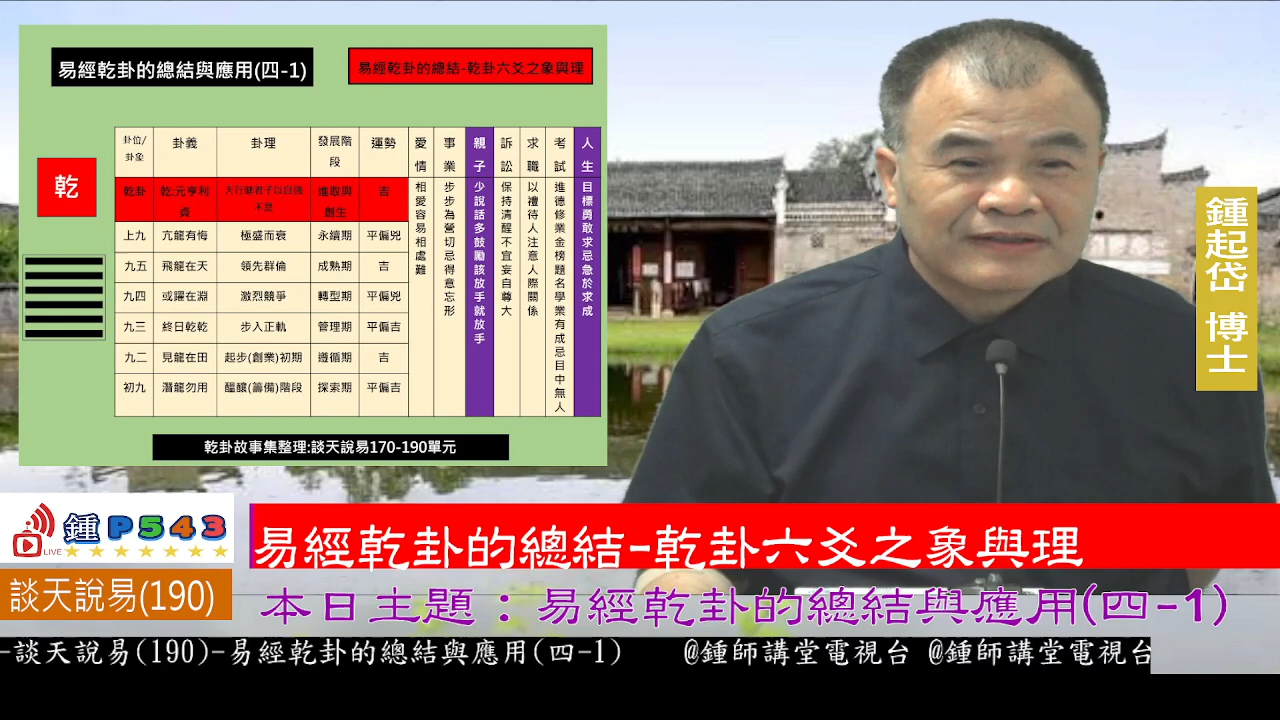 易經乾卦的總結與應用(四-1)
易經乾卦的總結-乾卦六爻之象與理
乾
卦位/卦象 卦義 卦理 發展階段 運勢 愛情 事業 親子 訴訟 求職 考試 人生
乾卦 乾:元亨利貞 天行健君子以自強不息 進取與創生 吉
上九 亢龍有悔 極盛而衰 永續期 平偏兇
九五 飛龍在天 領先群倫 成熟期 吉
九四 或躍在淵 激烈競爭 轉型期 平偏兇
九三 終日乾乾 步入正軌 管理期 平偏吉
九二 見龍在田 起步(創業)初期 遵循期 吉
初九 潛龍勿用 醞釀(籌備)階段 探索期 平偏吉
相愛容易相處難
步步為營切忌得意忘形
少說話多鼓勵該放手就放手
保持清醒不宜妄自尊大
以禮待人注意人際關係
進德修業金榜題名學業有成忌目中無人
目標勇敢求忌急於求成
乾卦故事集整理:談天說易170-190單元
鍾起岱 博士
LIVE
鍾P543
談天說易(190)
易經乾卦的總結-乾卦六爻之象與理
本日主題：易經乾卦的總結與應用(四-1)
-談天說易(190)-易經乾卦的總結與應用(四-1) @鍾師講堂電視台 @鍾師講堂電視台